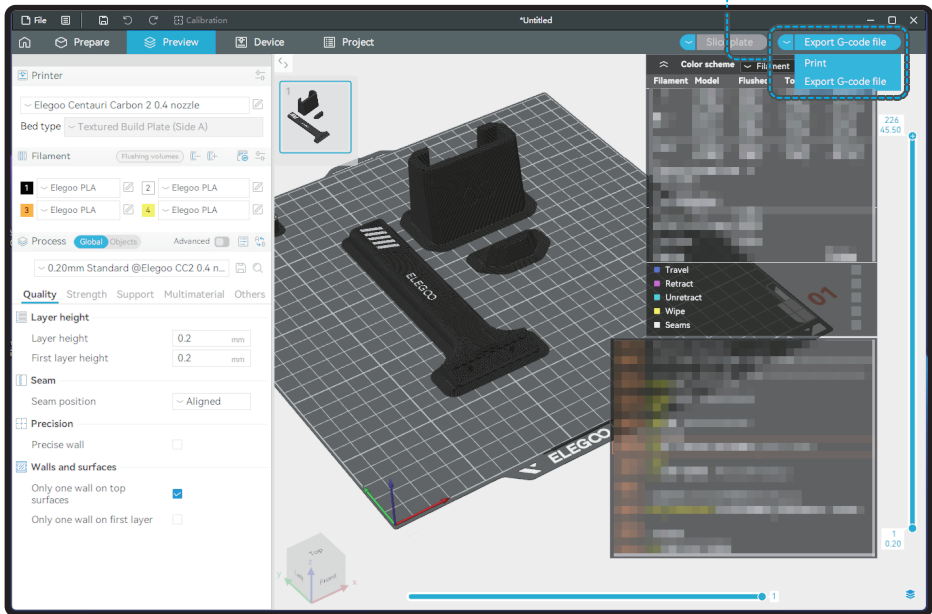 File
Calibration
*Untitled
Prepare
Preview
Device
Project
Slice plate
Export G-code file
Print
Export G-code file
Printer
Elegoo Centauri Carbon 2 0.4 nozzle
Bed type
Textured Build Plate (Side A)
Filament
Flushing volumes
1 Elegoo PLA
2 Elegoo PLA
3 Elegoo PLA
4 Elegoo PLA
Process
Global
Objects
Advanced
0.20mm Standard @Elegoo CC2 0.4 n...
Quality
Strength
Support
Multimaterial
Others
Layer height
Layer height 0.2 mm
First layer height 0.2 mm
Seam
Seam position
Aligned
Precision
Precise wall
Walls and surfaces
Only one wall on top
surfaces
Only one wall on first layer
1
ELEGOO
ELEGOO
01
Color scheme
Filament
Filament Model Flushed
Travel
Retract
Unretract
Wipe
Seams
226
45.50
1
0.20
1
Top
Left
Front
z
y
x